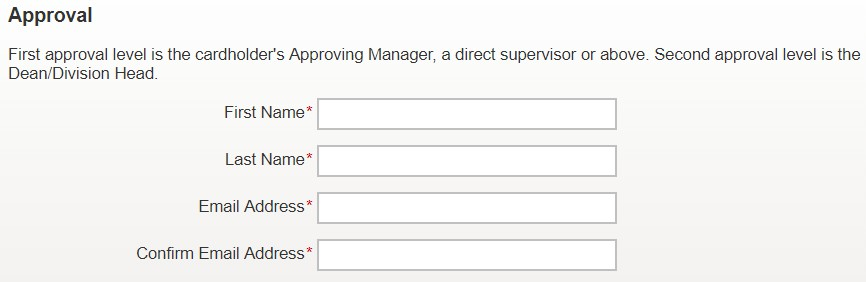 Approval
First approval level is the cardholder's Approving Manager, a direct supervisor or above. Second approval level is the
Dean/Division Head.
First Name*
Last Name*
Email Address*
Confirm Email Address*